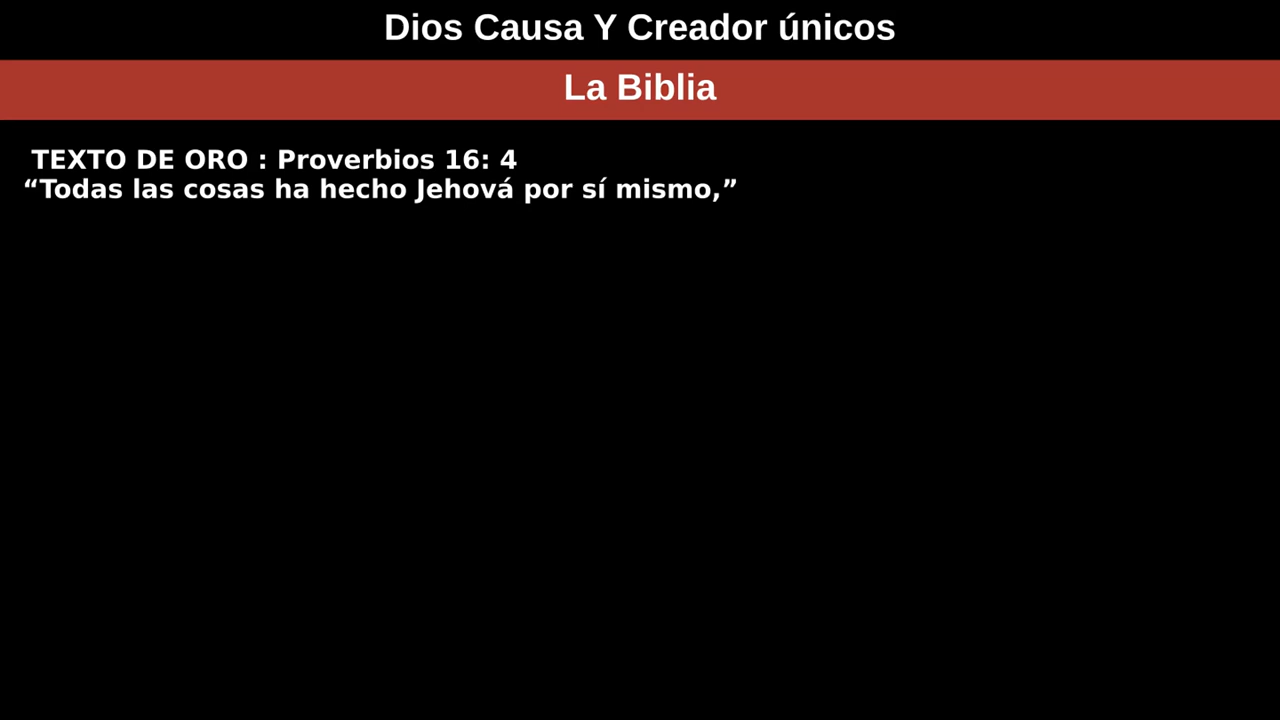 Dios Causa Y Creador únicos
La Biblia
TEXTO DE ORO : Proverbios 16: 4
“Todas las cosas ha hecho Jehová por sí mismo,”